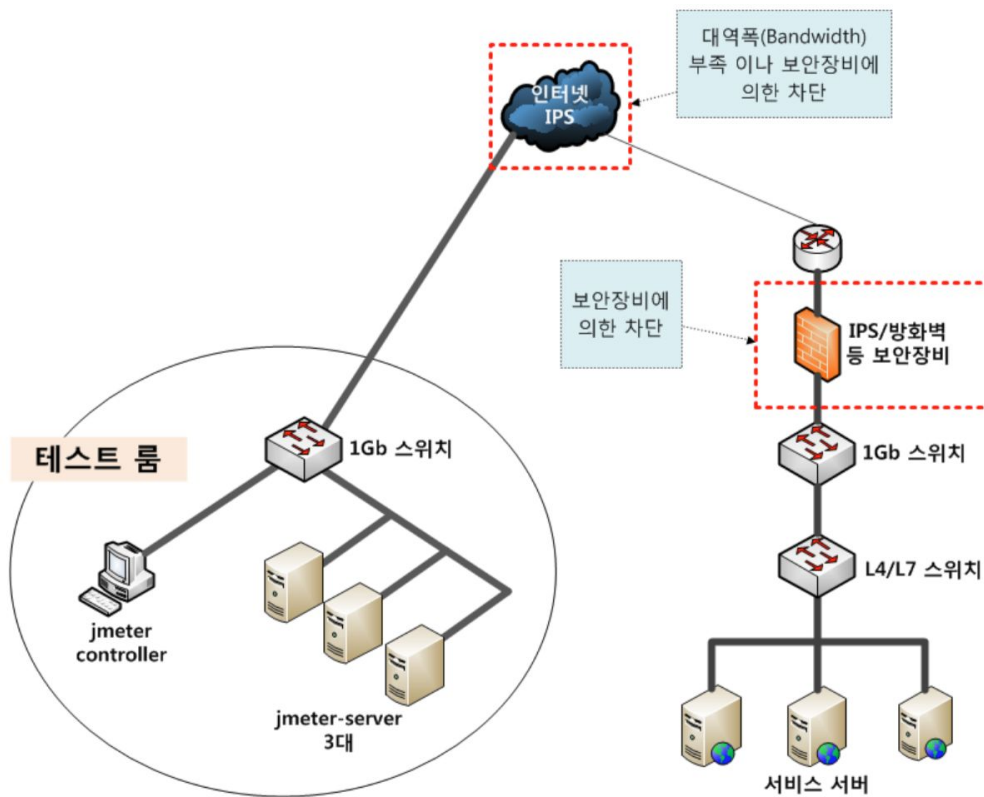 대역폭(Bandwidth)
부족 이나 보안장비에
의한 차단
인터넷
IPS
보안장비에
의한 차단
IPS/방화벽
등 보안장비
테스트 룸
1Gb 스위치
1Gb 스위치
L4/L7 스위치
jmeter
controller
jmeter-server
3대
서비스 서버